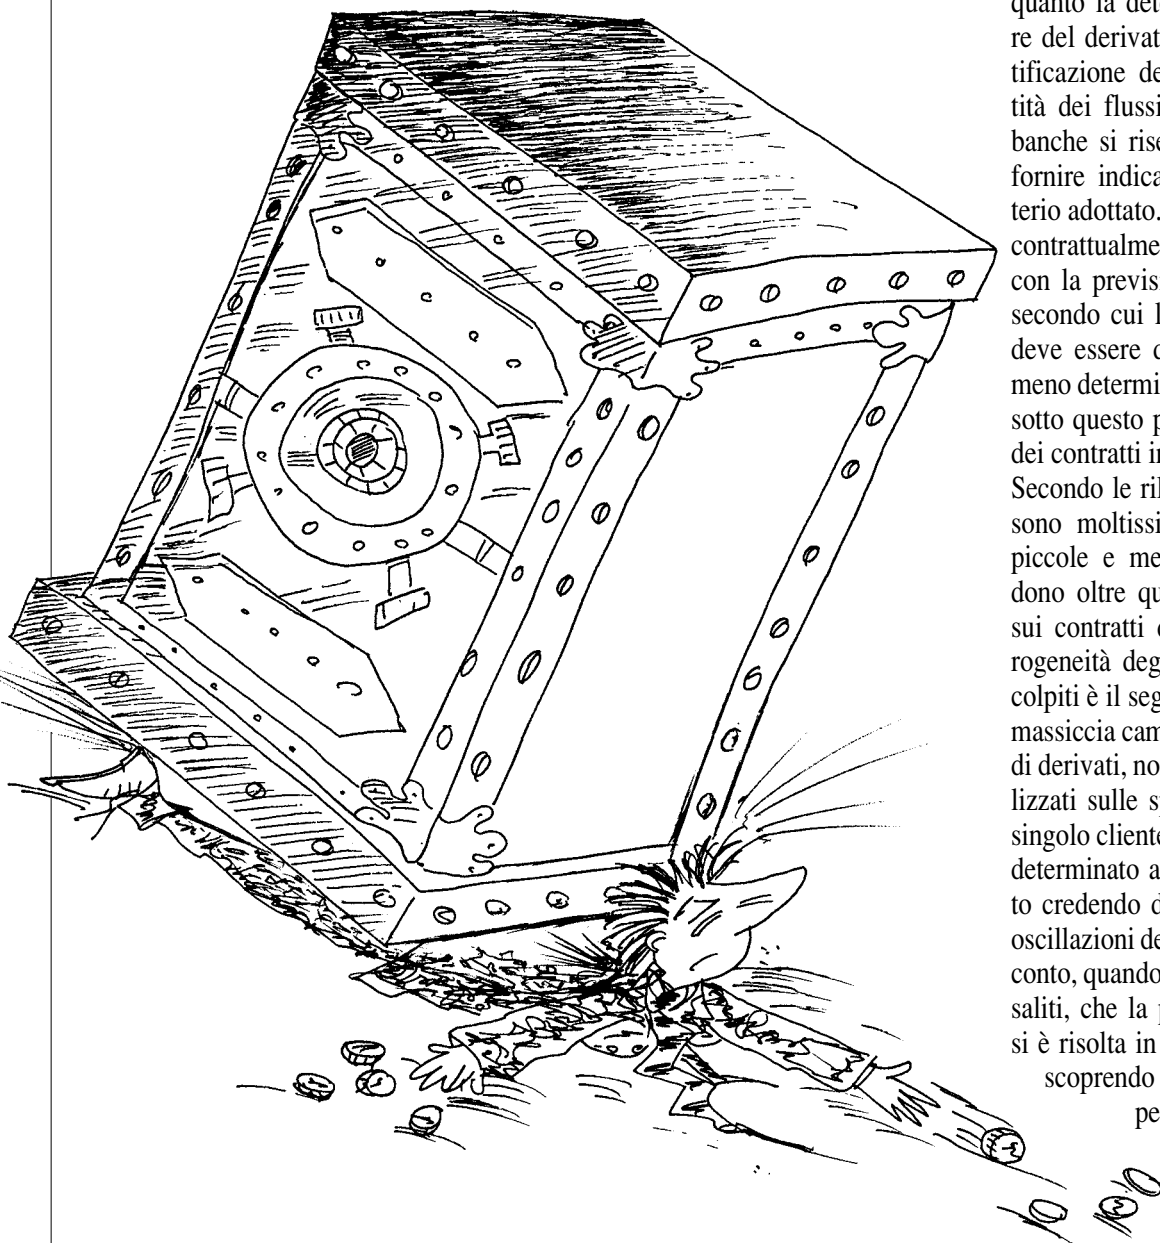 quanto la dete
re del derivat
tificazione de
tità dei flussi
banche si rise
fornire indica
terio adottato.
contrattualme
con la previs
secondo cui l
deve essere d
meno determi
sotto questo p
dei contratti in
Secondo le ril
sono moltissi
piccole e me
dono oltre qu
sui contratti d
rogeneità deg
colpiti è il seg
massiccia cam
di derivati, no
lizzati sulle s
singolo cliente
determinato a
to credendo d
oscillazioni de
conto, quando
saliti, che la p
si è risolta in
scoprendo
pe